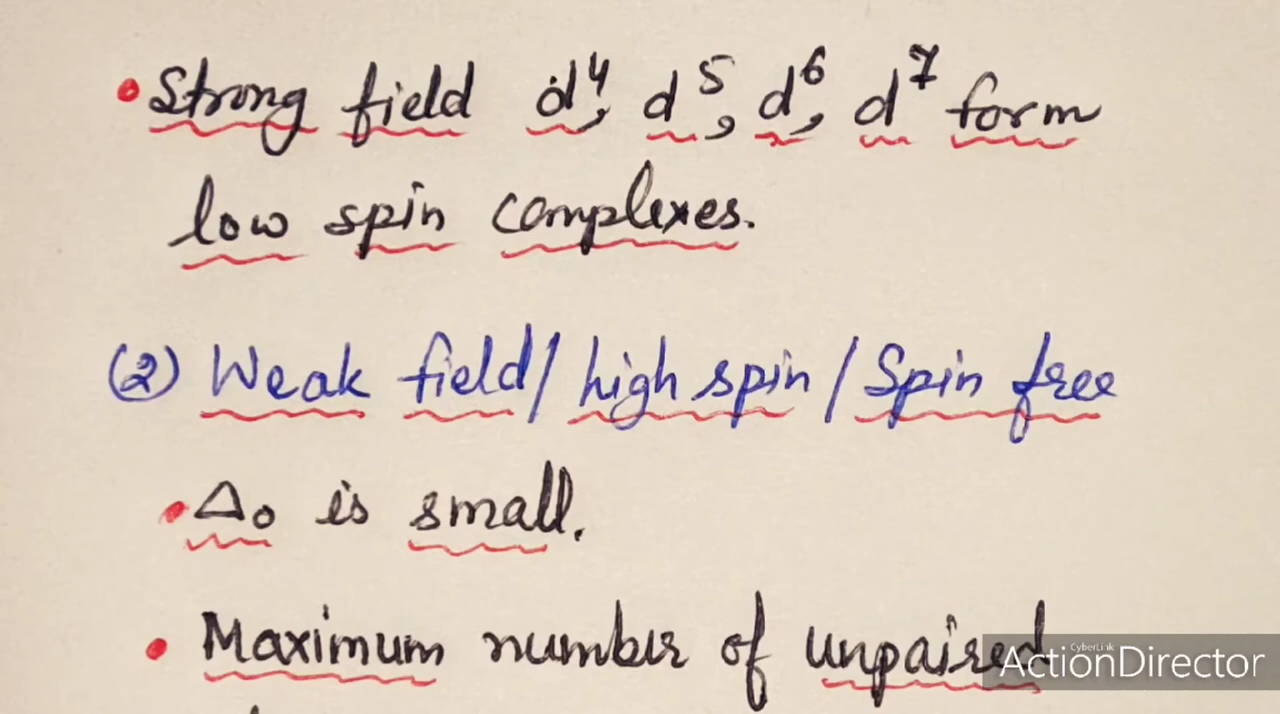 • Strong field d⁴, d⁵, d⁶, d⁷ form
low spin complexes.
(2) Weak field/ high spin / Spin free
• Δo is small.
• Maximum number of unpaired
CyberLink
ActionDirector